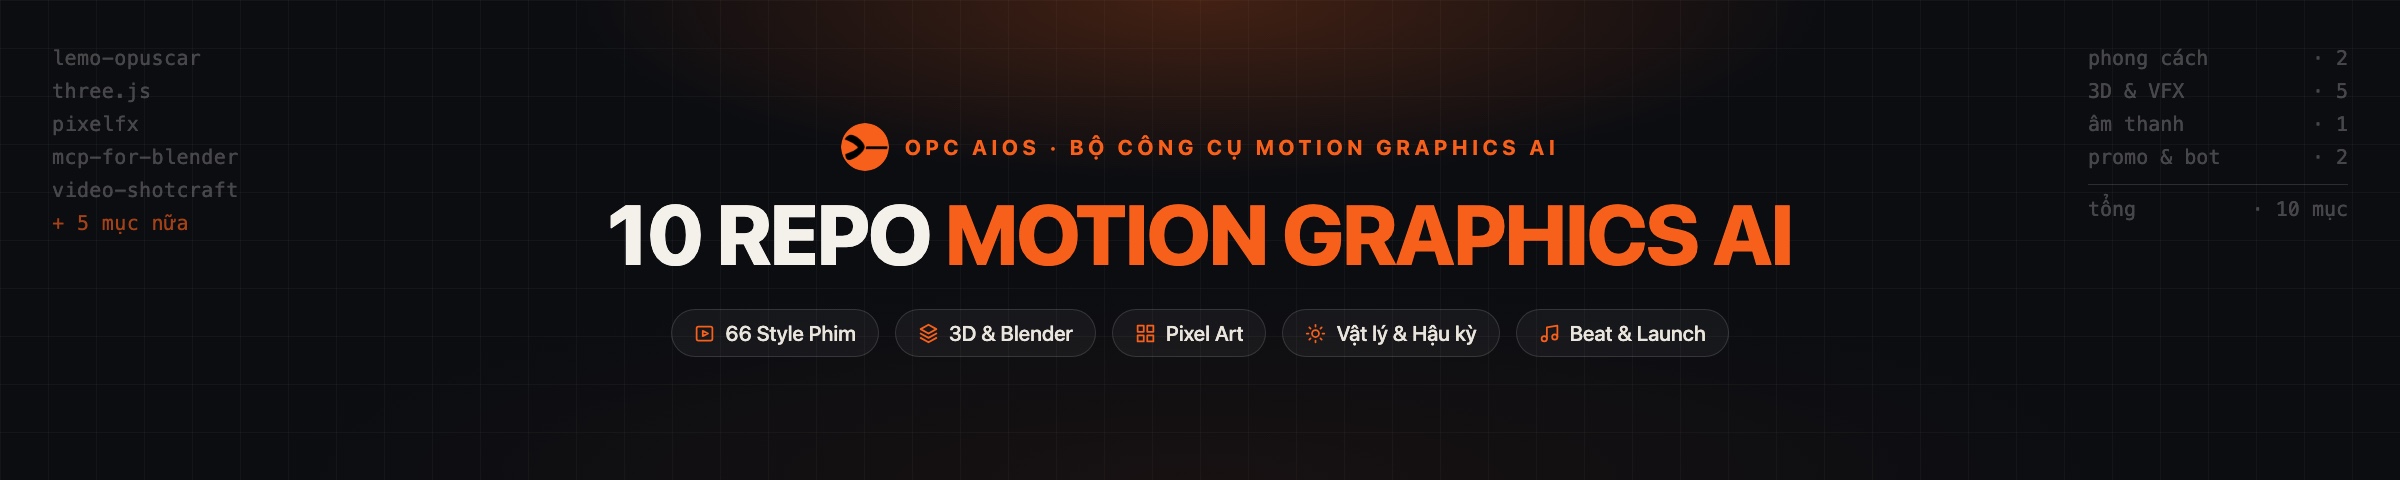 lemo-opuscar
three.js
pixelfx
mcp-for-blender
video-shotcraft
+ 5 mục nữa
OPC AIOS · BỘ CÔNG CỤ MOTION GRAPHICS AI
10 REPO MOTION GRAPHICS AI
66 Style Phim
3D & Blender
Pixel Art
Vật lý & Hậu kỳ
Beat & Launch
phong cách · 2
3D & VFX · 5
âm thanh · 1
promo & bot · 2
tổng · 10 mục